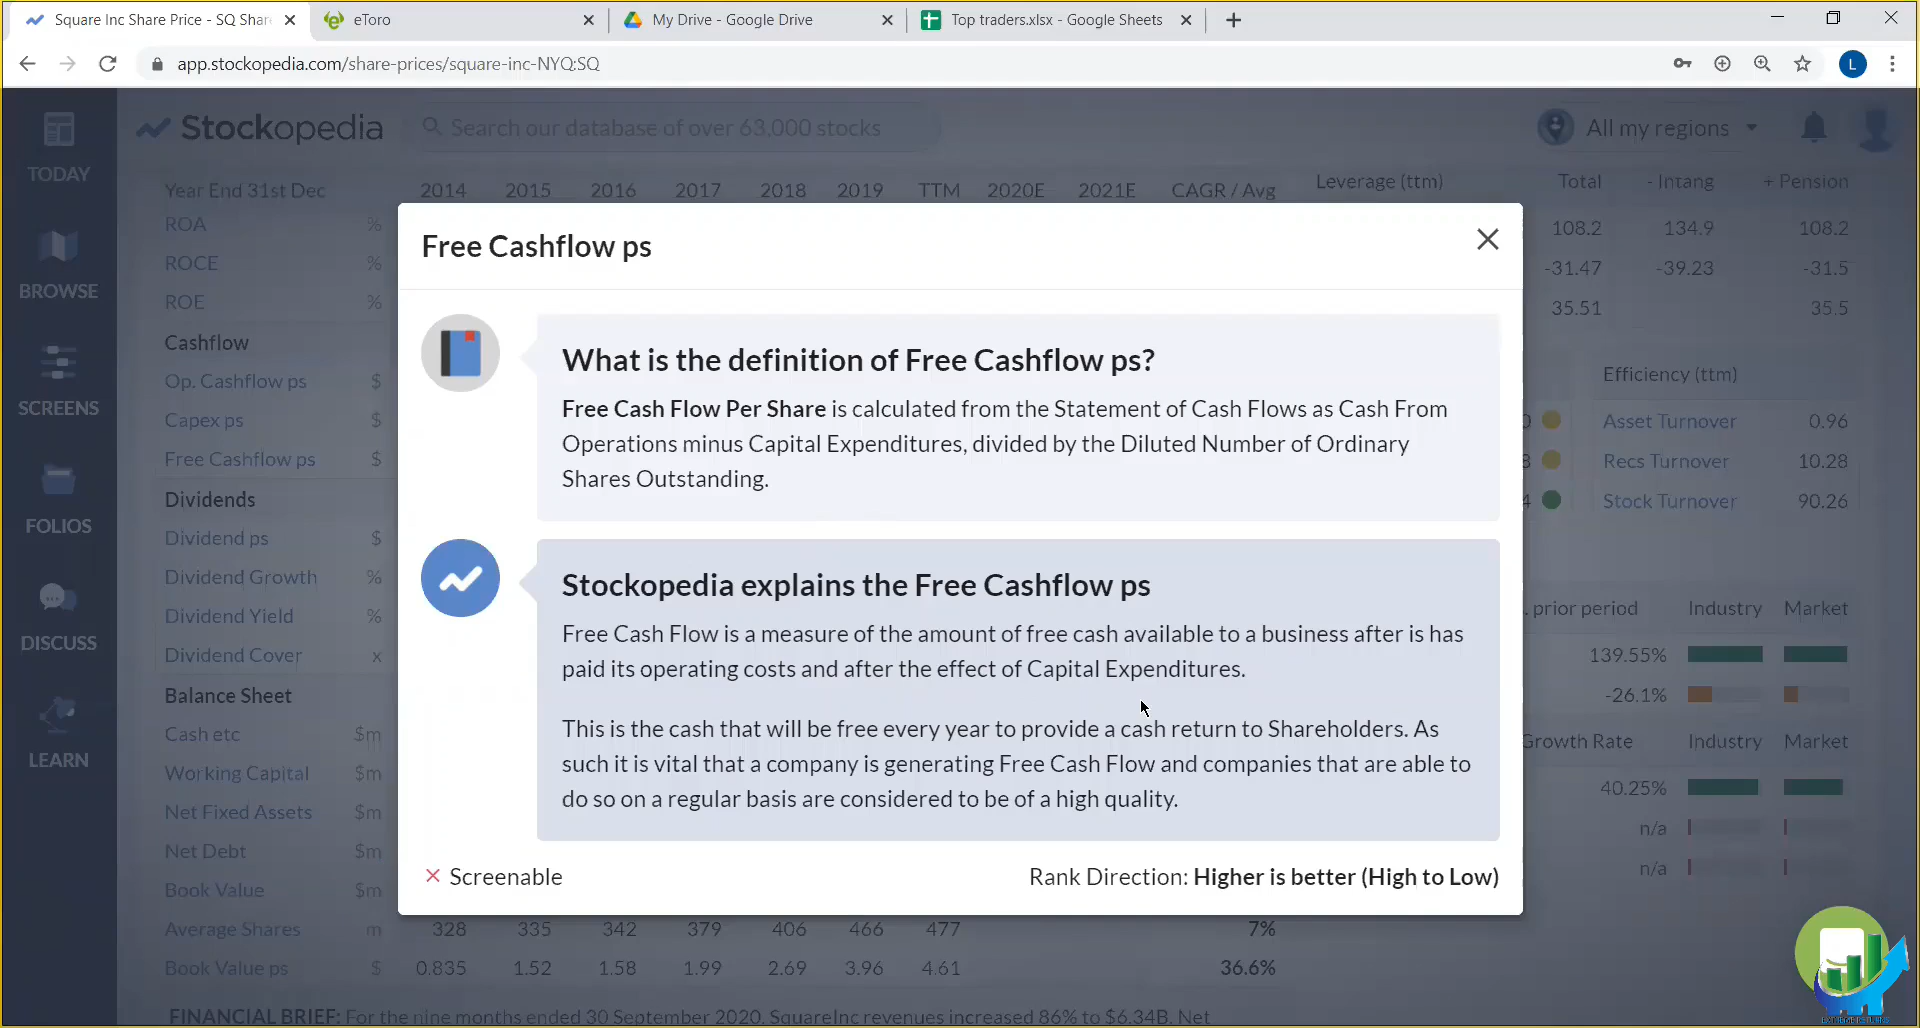 Square Inc Share Price - SQ Shar
eToro
My Drive - Google Drive
Top traders.xlsx - Google Sheets
app.stockopedia.com/share-prices/square-inc-NYQ:SQ
L
Stockopedia
Search our database of over 63,000 stocks
All my regions
TODAY
BROWSE
SCREENS
FOLIOS
DISCUSS
LEARN
Year End 31st Dec 2014 2015 2016 2017 2018 2019 TTM 2020E 2021E CAGR / Avg
ROA %
ROCE %
ROE %
Cashflow
Op. Cashflow ps $
Capex ps $
Free Cashflow ps $
Dividends
Dividend ps $
Dividend Growth %
Dividend Yield %
Dividend Cover x
Balance Sheet
Cash etc $m
Working Capital $m
Net Fixed Assets $m
Net Debt $m
Book Value $m
Average Shares m 328 335 342 379 406 466 477 7%
Book Value ps $ 0.835 1.52 1.58 1.99 2.69 3.96 4.61 36.6%
FINANCIAL BRIEF: For the nine months ended 30 September 2020, SquareInc revenues increased 86% to $6.34B. Net
Free Cashflow ps
What is the definition of Free Cashflow ps?
Free Cash Flow Per Share is calculated from the Statement of Cash Flows as Cash From
Operations minus Capital Expenditures, divided by the Diluted Number of Ordinary
Shares Outstanding.
Stockopedia explains the Free Cashflow ps
Free Cash Flow is a measure of the amount of free cash available to a business after is has
paid its operating costs and after the effect of Capital Expenditures.
This is the cash that will be free every year to provide a cash return to Shareholders. As
such it is vital that a company is generating Free Cash Flow and companies that are able to
do so on a regular basis are considered to be of a high quality.
Screenable
Rank Direction: Higher is better (High to Low)
Leverage (ttm) Total - Intang + Pension
108.2 134.9 108.2
-31.47 -39.23 -31.5
35.51 35.5
Efficiency (ttm)
Asset Turnover 0.96
Recs Turnover 10.28
Stock Turnover 90.26
prior period Industry Market
139.55%
-26.1%
Growth Rate Industry Market
40.25%
n/a
n/a